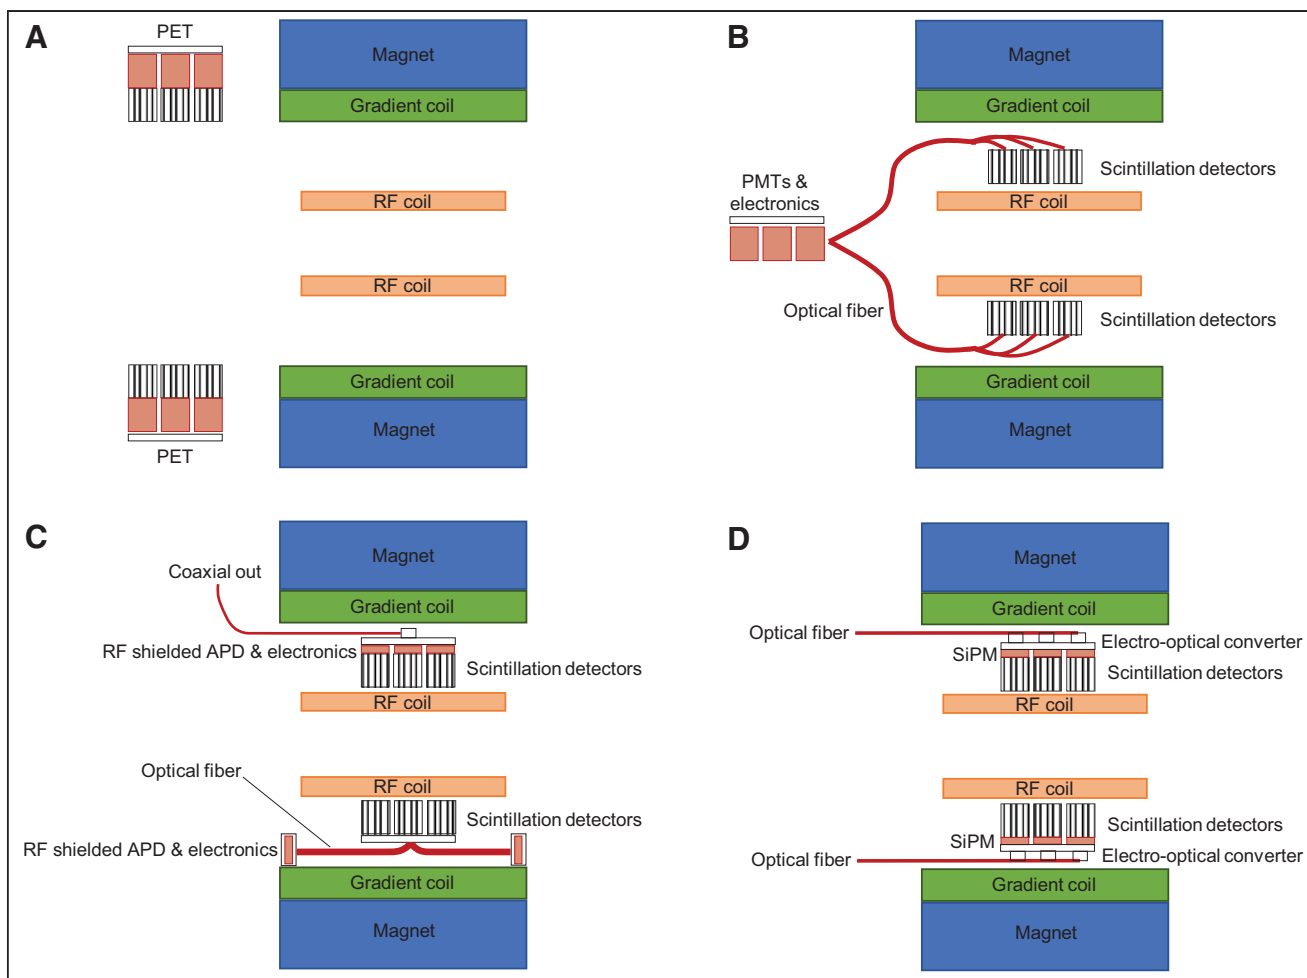 A
PET
Magnet
Gradient coil
RF coil
RF coil
Gradient coil
Magnet
PET
B
Magnet
Gradient coil
Scintillation detectors
PMTs &
electronics
RF coil
RF coil
Optical fiber
Scintillation detectors
Gradient coil
Magnet
C
Magnet
Coaxial out
Gradient coil
RF shielded APD & electronics
Scintillation detectors
RF coil
Optical fiber
RF coil
Scintillation detectors
RF shielded APD & electronics
Gradient coil
Magnet
D
Magnet
Gradient coil
Optical fiber
Electro-optical converter
SiPM
Scintillation detectors
RF coil
RF coil
Scintillation detectors
SiPM
Electro-optical converter
Optical fiber
Gradient coil
Magnet